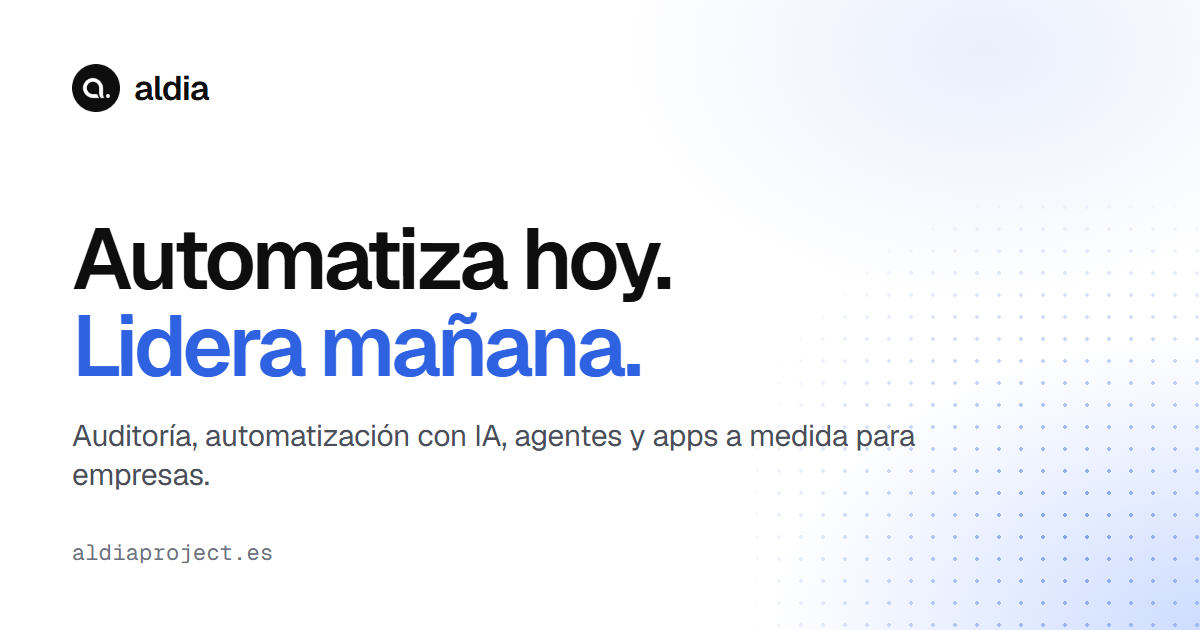 aldia
Automatiza hoy.
Lidera mañana.
Auditoría, automatización con IA, agentes y apps a medida para
empresas.
aldiaproject.es